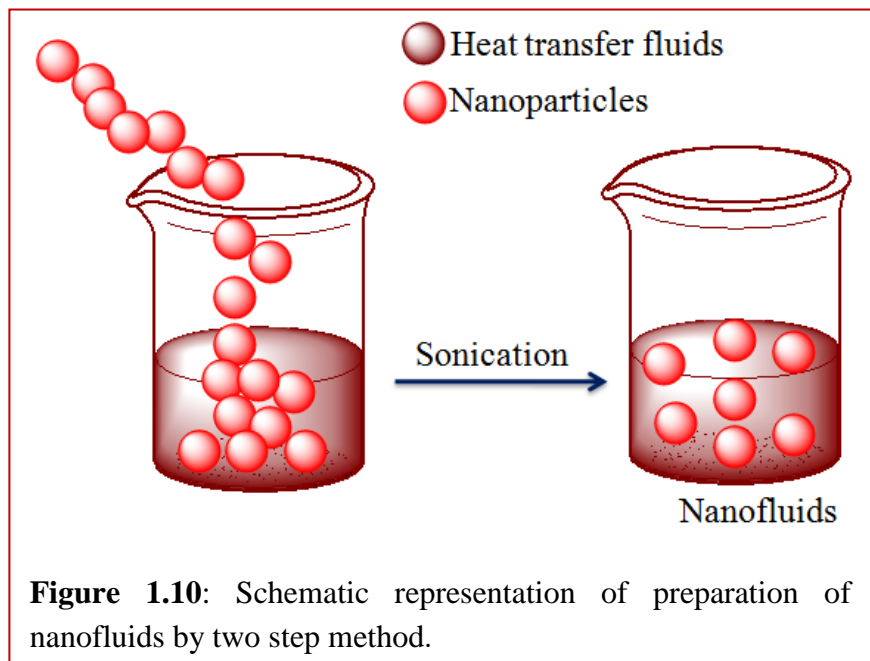 Heat transfer fluids
Nanoparticles
Sonication
Nanofluids
Figure 1.10: Schematic representation of preparation of
nanofluids by two step method.